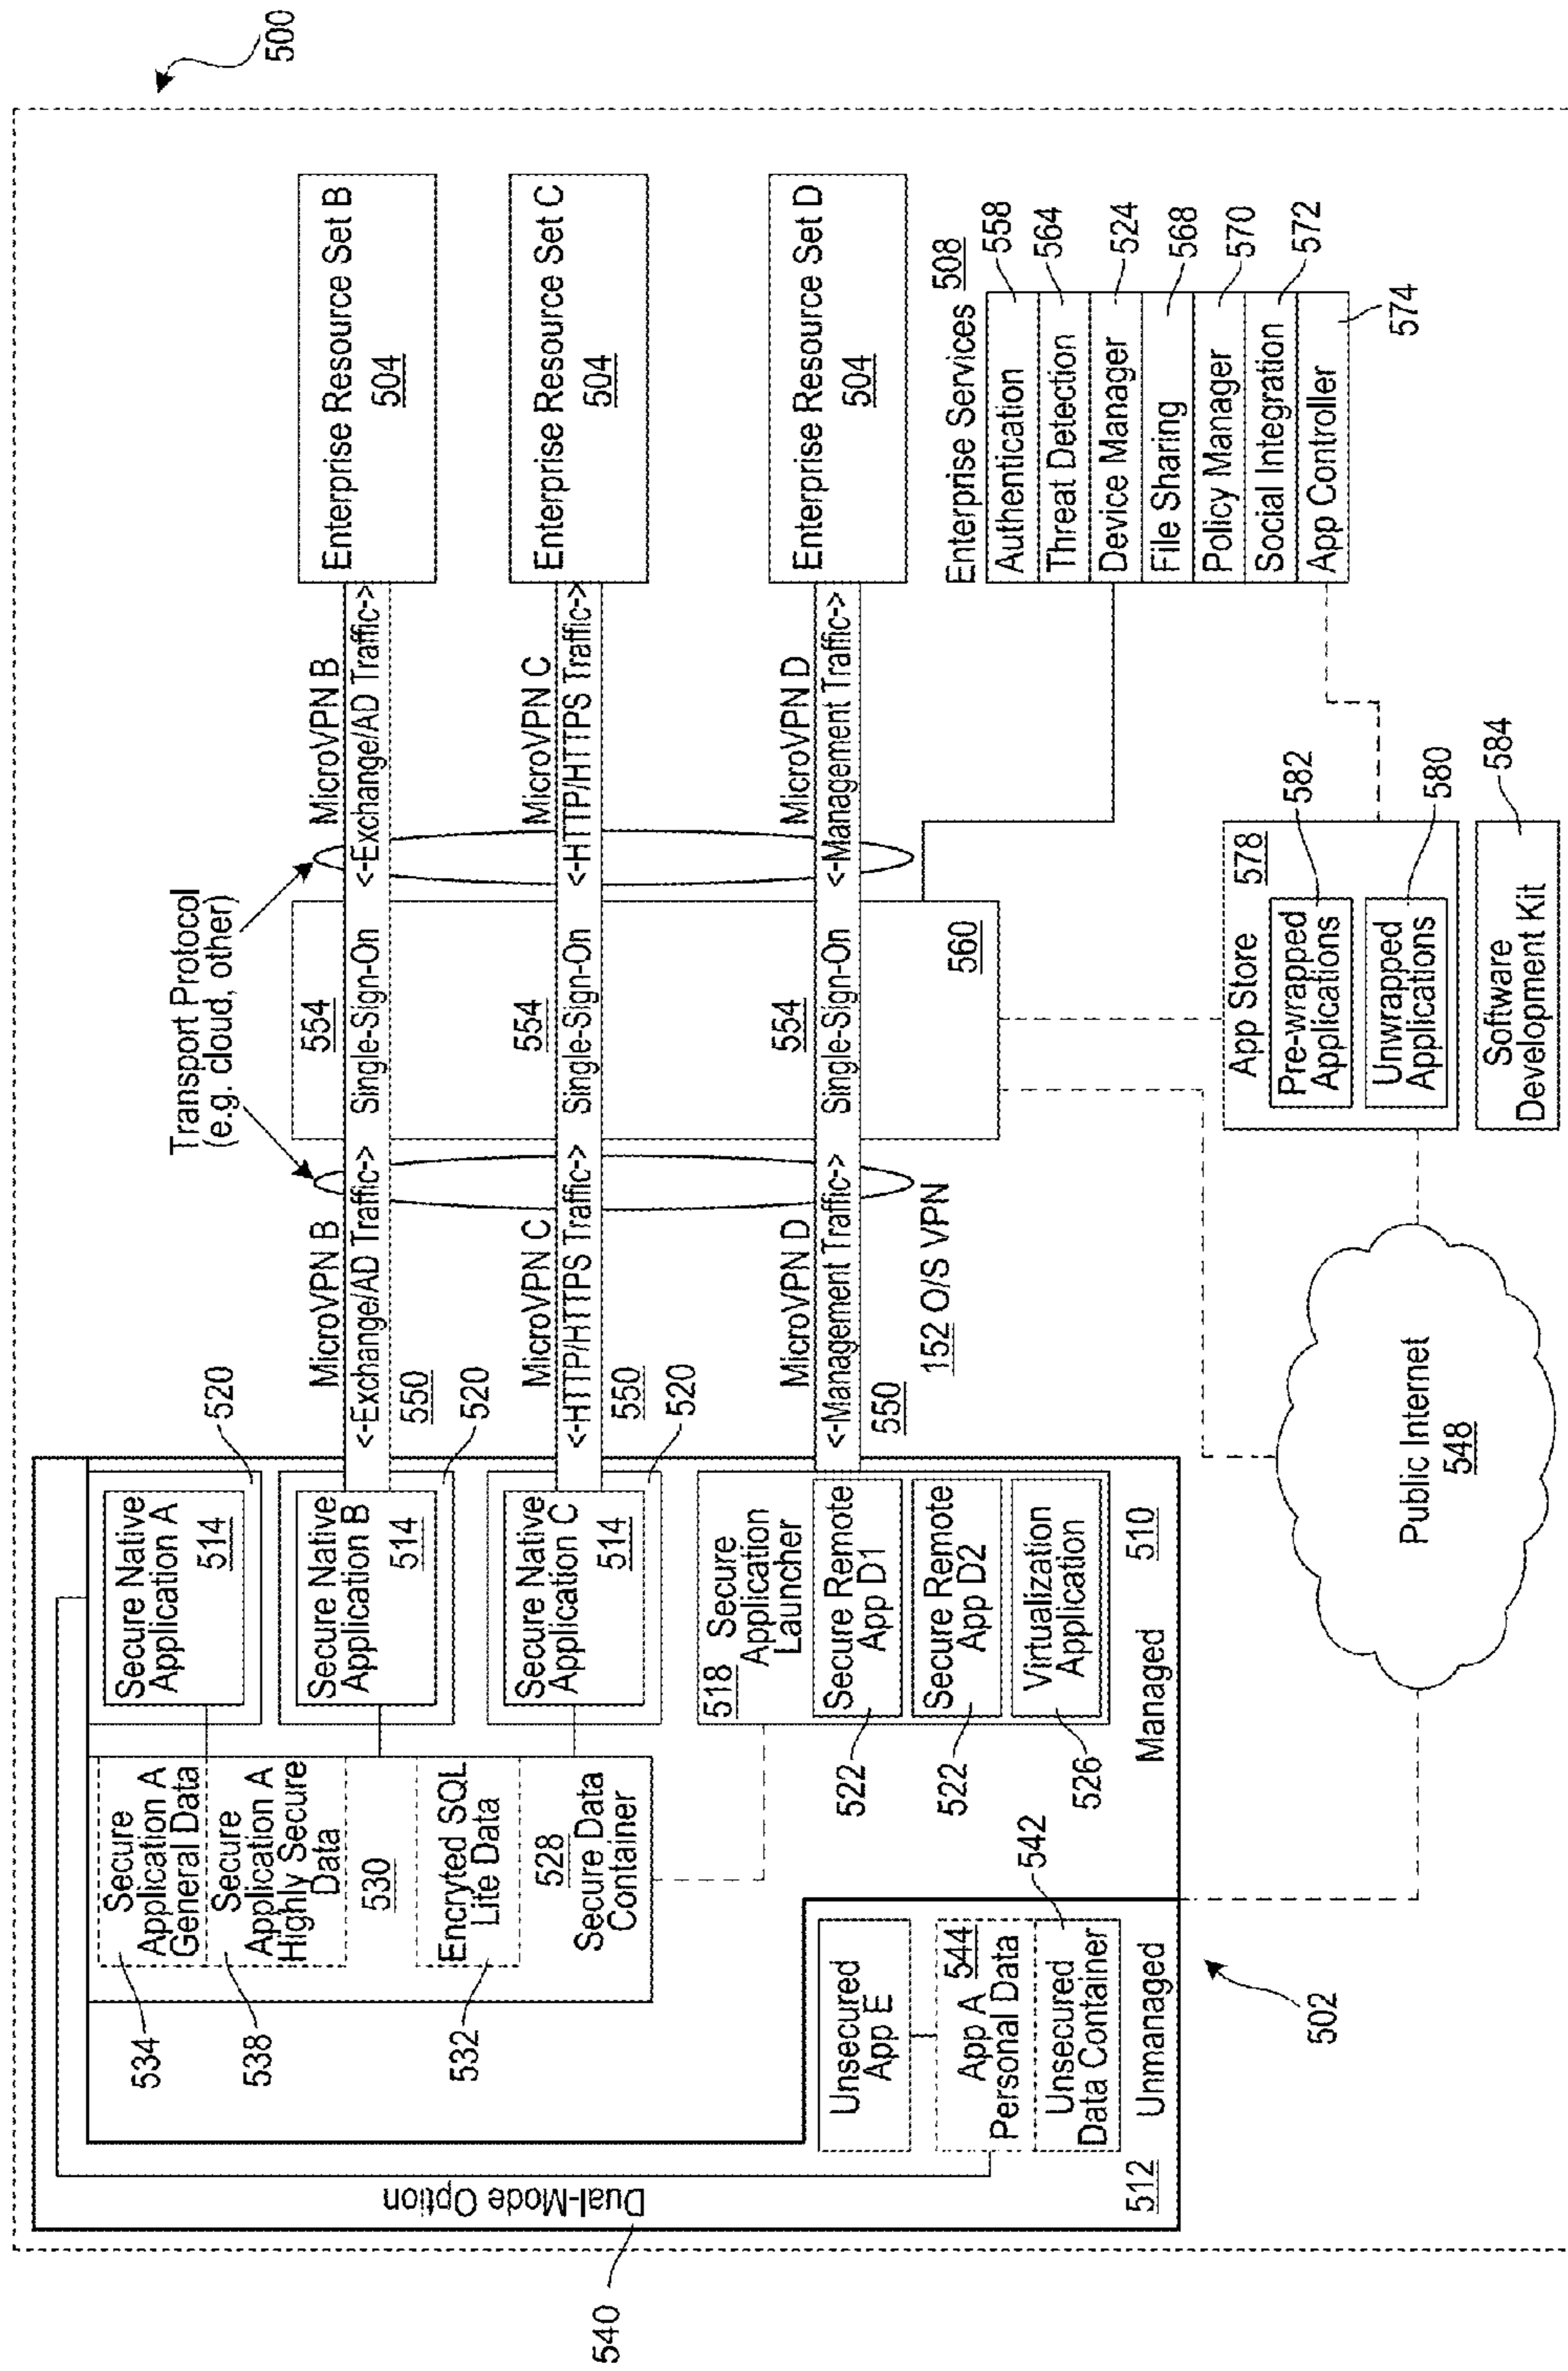 500
Transport Protocol
(e.g. cloud, other)
540
Dual-Mode Option
534
538
532
Secure
Application A
General Data
Secure
Application A
Highly Secure
Data
530
Encryted SQL
Lite Data
528
Secure Data
Container
Secure Native
Application A
514
520
Secure Native
Application B
514
520
Secure Native
Application C
514
520
518 Secure
Application
Launcher
Secure Remote
App D1
522
Secure Remote
App D2
522
Virtualization
Application
526
Managed
510
Unsecured
App E
App A 544
Personal Data
542
Unsecured
Data Container
512
Unmanaged
502
MicroVPN B
<-Exchange/AD Traffic->
550
MicroVPN C
<-HTTP/HTTPS Traffic->
550
MicroVPN D
<-Management Traffic->
550
152 O/S VPN
554
Single-Sign-On
554
Single-Sign-On
554
Single-Sign-On
560
MicroVPN B
<-Exchange/AD Traffic->
MicroVPN C
<-HTTP/HTTPS Traffic->
MicroVPN D
<-Management Traffic->
Enterprise Resource Set B
504
Enterprise Resource Set C
504
Enterprise Resource Set D
504
Enterprise Services 508
Authentication
558
Threat Detection
564
Device Manager
524
File Sharing
568
Policy Manager
570
Social Integration
572
App Controller
574
Public Internet
548
App Store 578
Pre-wrapped
Applications
582
Unwrapped
Applications
580
Software
Development Kit
584